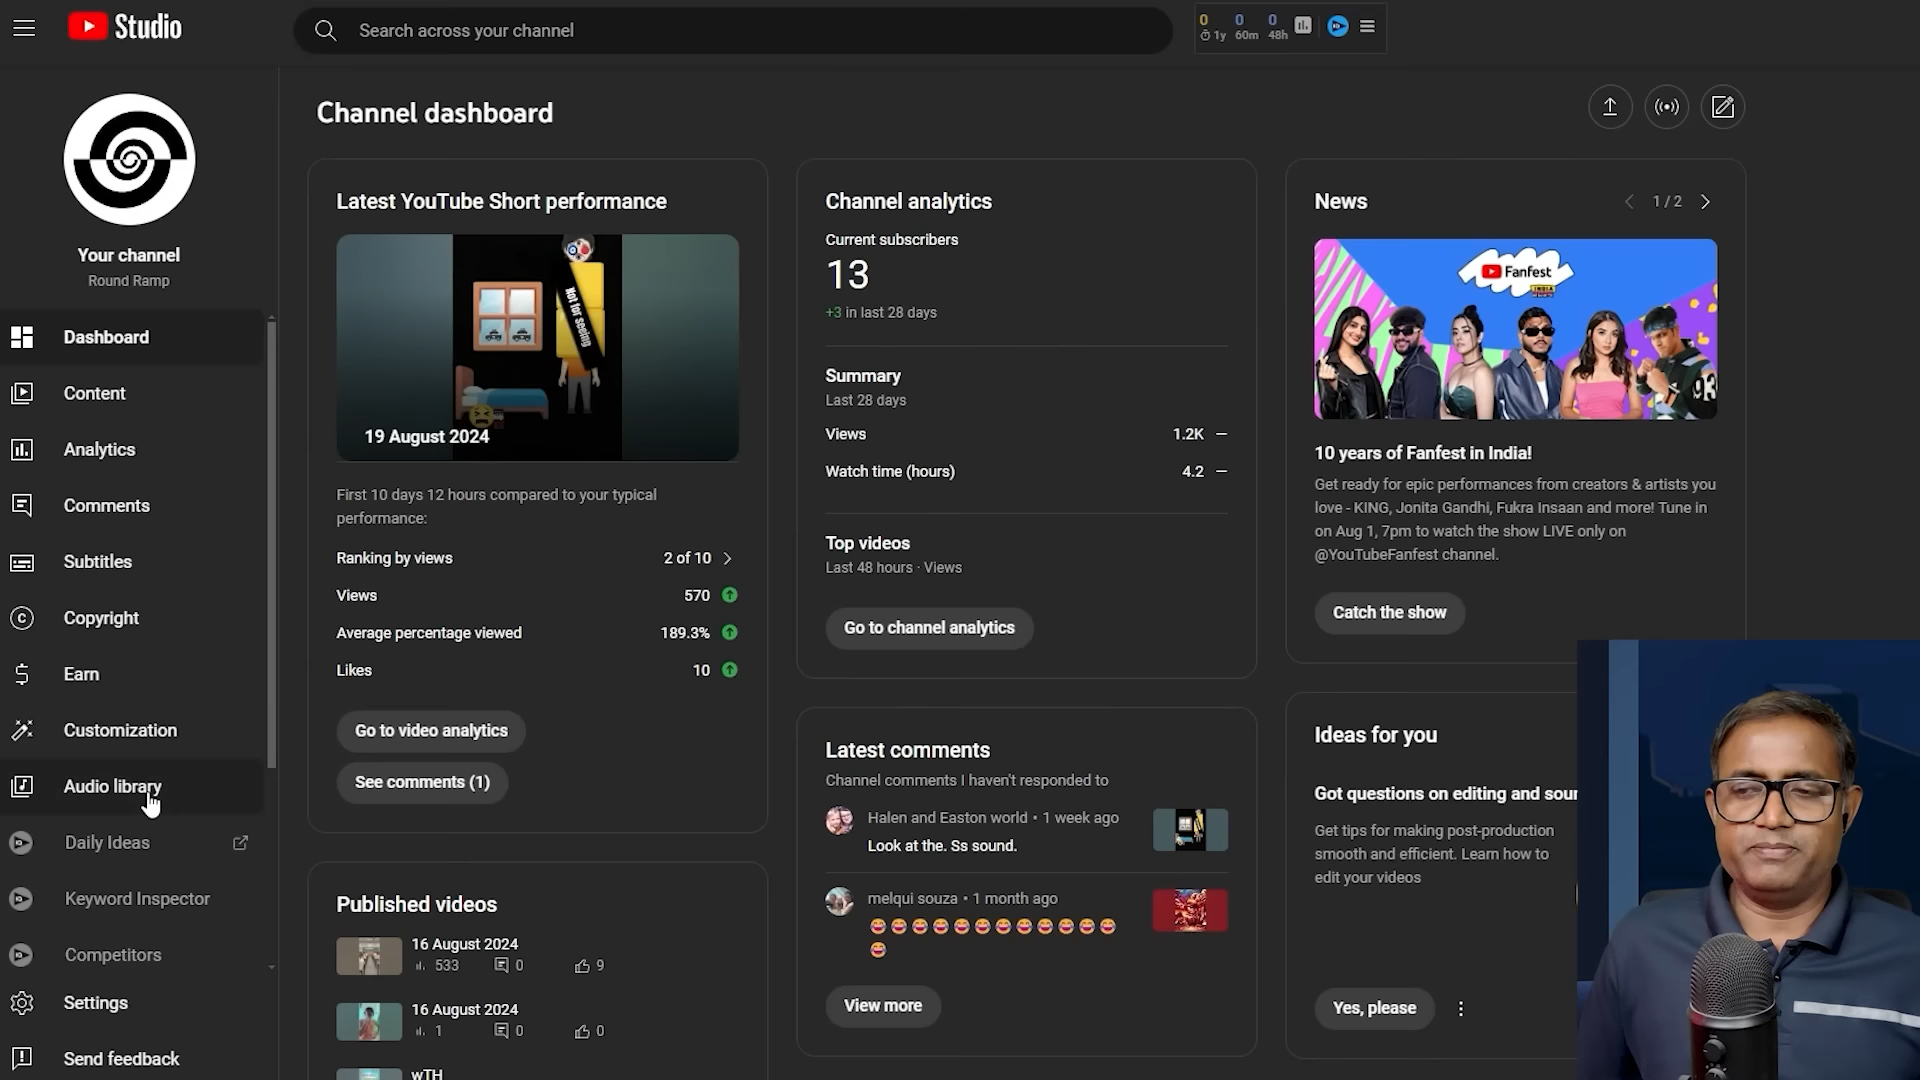 Studio
Search across your channel
0 0 0
1y 60m 48h
Your channel
Round Ramp
Dashboard
Content
Analytics
Comments
Subtitles
Copyright
Earn
Customization
Audio library
Daily Ideas
Keyword Inspector
Competitors
Settings
Send feedback
Channel dashboard
Latest YouTube Short performance
Not for seeing
19 August 2024
First 10 days 12 hours compared to your typical
performance:
Ranking by views 2 of 10
Views 570
Average percentage viewed 189.3%
Likes 10
Go to video analytics
See comments (1)
Published videos
16 August 2024
533 0 9
16 August 2024
1 0 0
wTH
Channel analytics
Current subscribers
13
+3 in last 28 days
Summary
Last 28 days
Views 1.2K —
Watch time (hours) 4.2 —
Top videos
Last 48 hours · Views
Go to channel analytics
Latest comments
Channel comments I haven't responded to
Halen and Easton world • 1 week ago
Look at the. Ss sound.
melqui souza • 1 month ago
😂😂😂😂😂😂😂😂😂😂😂😂
😂
View more
News
1 / 2
Fanfest
INDIA
93
10 years of Fanfest in India!
Get ready for epic performances from creators & artists you
love - KING, Jonita Gandhi, Fukra Insaan and more! Tune in
on Aug 1, 7pm to watch the show LIVE only on
@YouTubeFanfest channel.
Catch the show
Ideas for you
Got questions on editing and sour
Get tips for making post-production
smooth and efficient. Learn how to
edit your videos
Yes, please